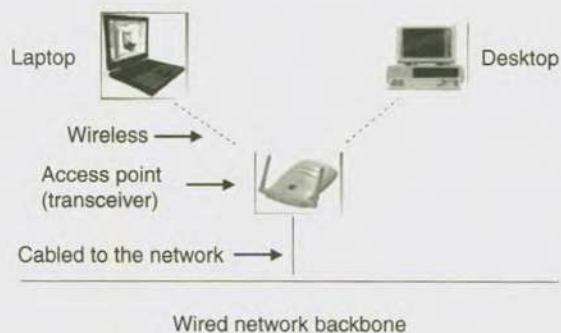 Laptop
Desktop
Wireless
Access point
(transceiver)
Cabled to the network
Wired network backbone